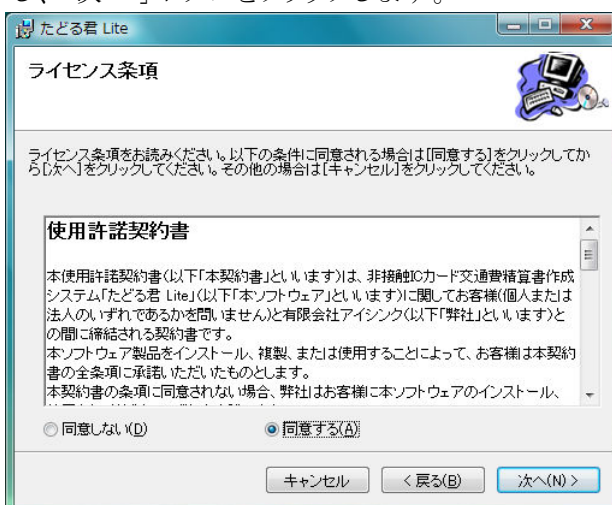 たどる君 Lite
ライセンス条項
ライセンス条項をお読みください。以下の条件に同意される場合は[同意する]をクリックしてか
ら[次へ]をクリックしてください。その他の場合は[キャンセル]をクリックしてください。
使用許諾契約書
本使用許諾契約書(以下「本契約書」といいます)は、非接触ICカード交通費精算書作成
システム「たどる君 Lite」(以下「本ソフトウェア」といいます)に関してお客様(個人または
法人のいずれであるかを問いません)と有限会社アイシンク(以下「弊社」といいます)と
の間に締結される契約書です。
本ソフトウェア製品をインストール、複製、または使用することによって、お客様は本契約
書の全条項に承諾いただいたものとします。
本契約書の条項に同意されない場合、弊社はお客様に本ソフトウェアのインストール、
同意しない(D)
同意する(A)
キャンセル
< 戻る(B)
次へ(N) >